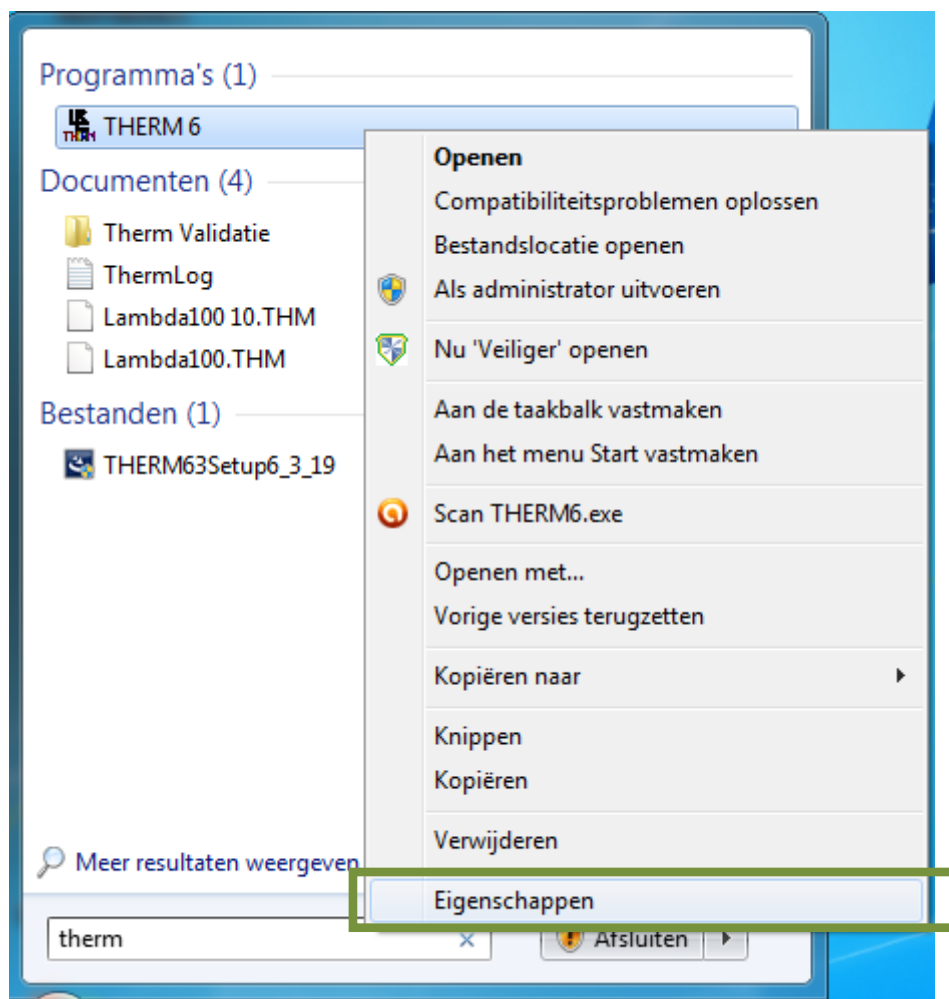 Programma's (1)
THERM 6
Documenten (4)
Therm Validatie
ThermLog
Lambda100 10.THM
Lambda100.THM
Bestanden (1)
THERM63Setup6_3_19
Meer resultaten weergeven
therm
Afsluiten
Openen
Compatibiliteitsproblemen oplossen
Bestandslocatie openen
Als administrator uitvoeren
Nu 'Veiliger' openen
Aan de taakbalk vastmaken
Aan het menu Start vastmaken
Scan THERM6.exe
Openen met...
Vorige versies terugzetten
Kopiëren naar
Knippen
Kopiëren
Verwijderen
Eigenschappen